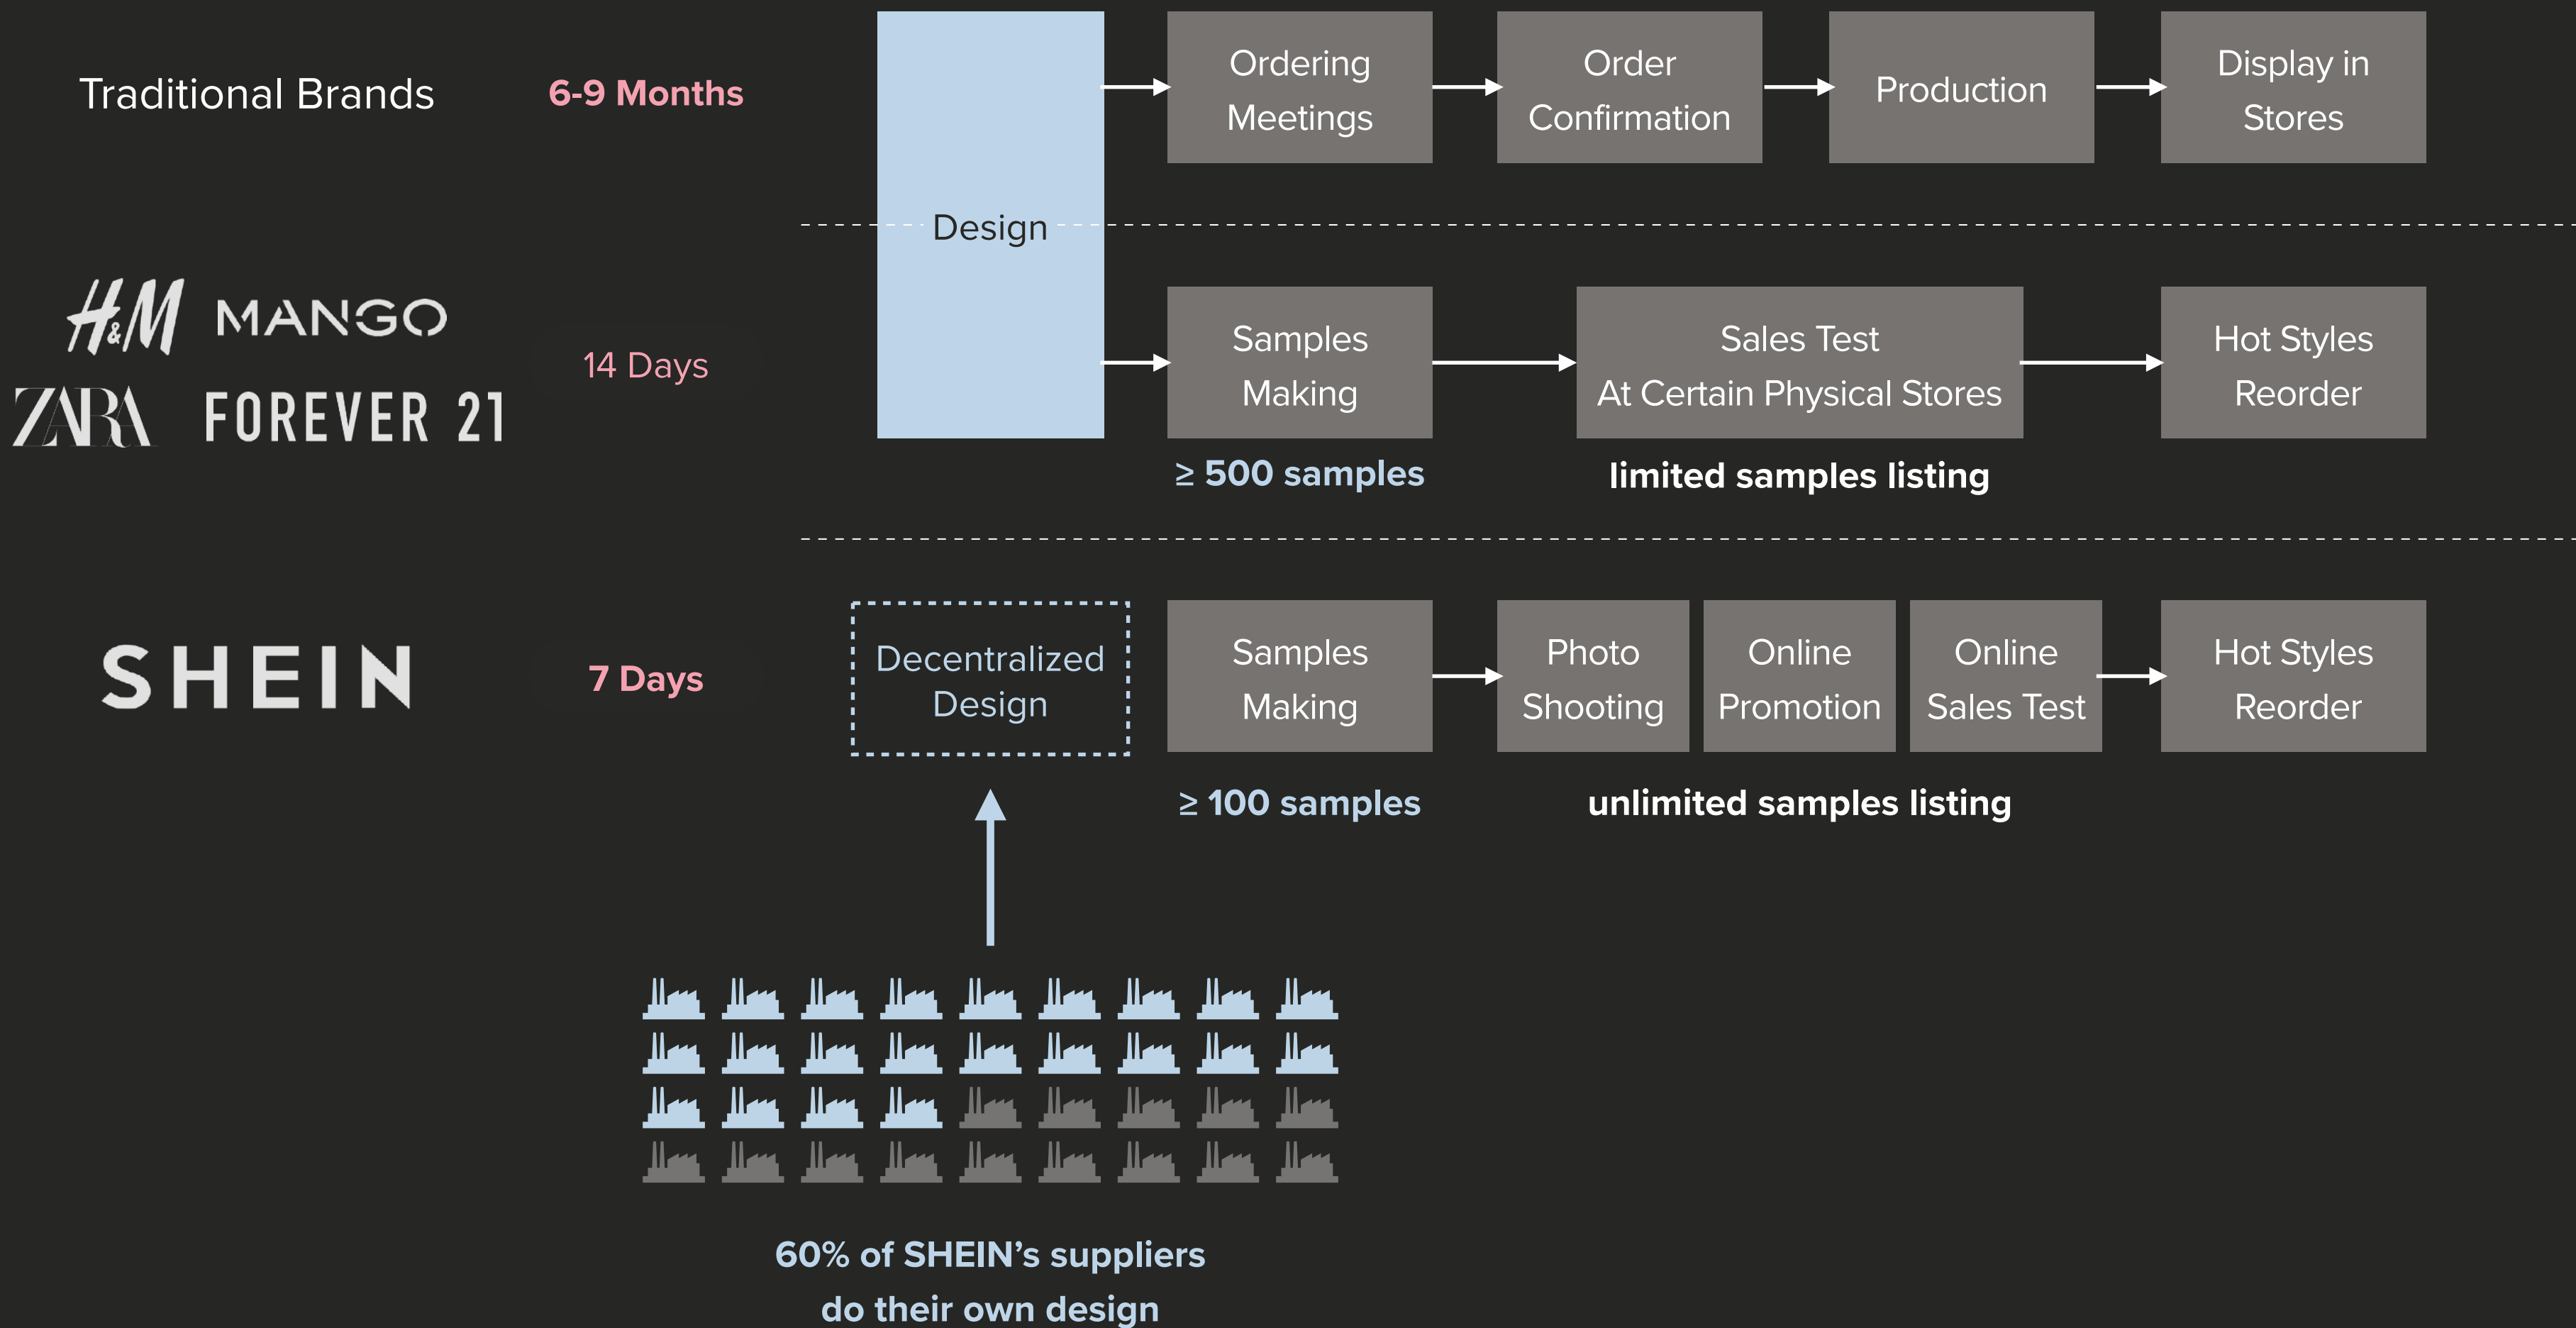 Traditional Brands
6-9 Months
Design
Ordering
Meetings
Order
Confirmation
Production
Display in
Stores
H&M
MANGO
ZARA
FOREVER 21
14 Days
Samples
Making
Sales Test
At Certain Physical Stores
Hot Styles
Reorder
≥ 500 samples
limited samples listing
SHEIN
7 Days
Decentralized
Design
Samples
Making
Photo
Shooting
Online
Promotion
Online
Sales Test
Hot Styles
Reorder
≥ 100 samples
unlimited samples listing
60% of SHEIN’s suppliers
do their own design